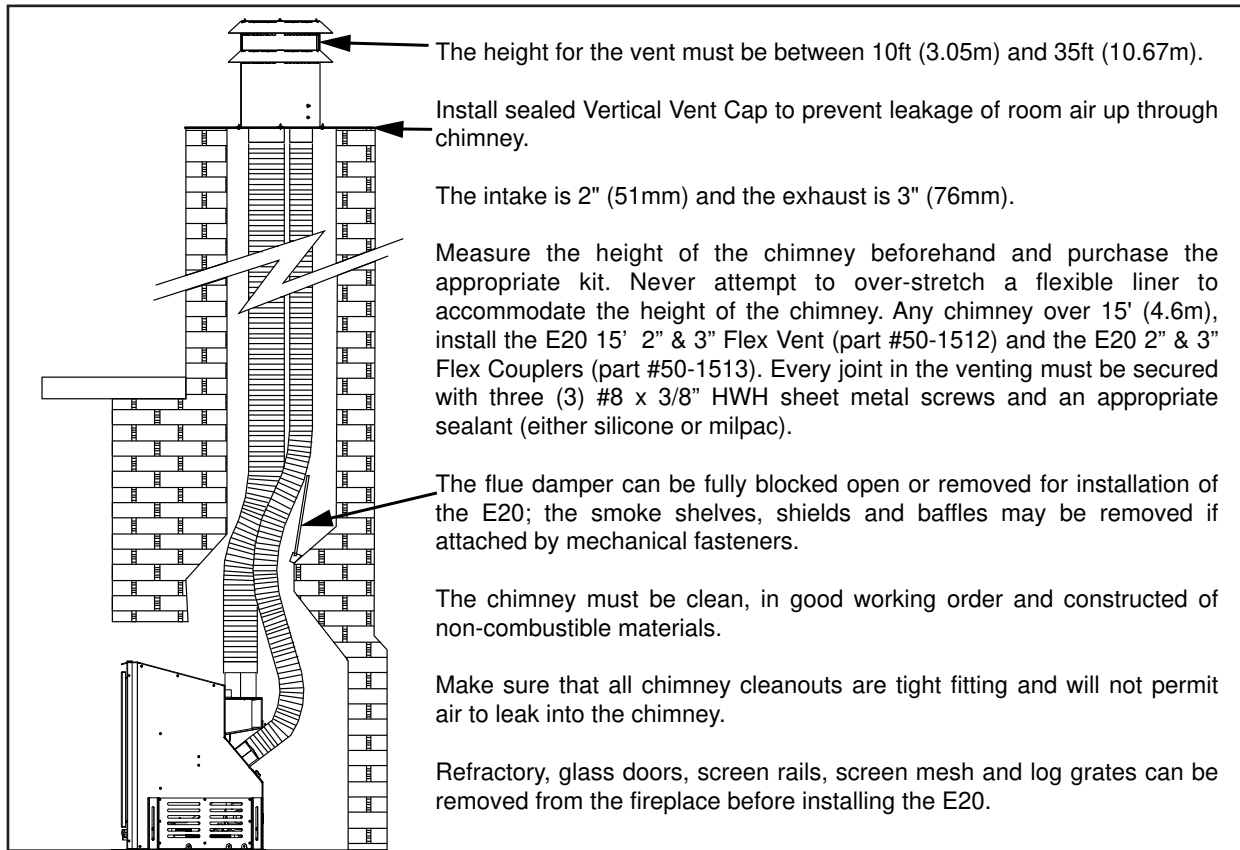 The height for the vent must be between 10ft (3.05m) and 35ft (10.67m).
Install sealed Vertical Vent Cap to prevent leakage of room air up through
chimney.
The intake is 2" (51mm) and the exhaust is 3" (76mm).
Measure the height of the chimney beforehand and purchase the
appropriate kit. Never attempt to over-stretch a flexible liner to
accommodate the height of the chimney. Any chimney over 15' (4.6m),
install the E20 15’ 2” & 3” Flex Vent (part #50-1512) and the E20 2” & 3”
Flex Couplers (part #50-1513). Every joint in the venting must be secured
with three (3) #8 x 3/8” HWH sheet metal screws and an appropriate
sealant (either silicone or milpac).
The flue damper can be fully blocked open or removed for installation of
the E20; the smoke shelves, shields and baffles may be removed if
attached by mechanical fasteners.
The chimney must be clean, in good working order and constructed of
non-combustible materials.
Make sure that all chimney cleanouts are tight fitting and will not permit
air to leak into the chimney.
Refractory, glass doors, screen rails, screen mesh and log grates can be
removed from the fireplace before installing the E20.